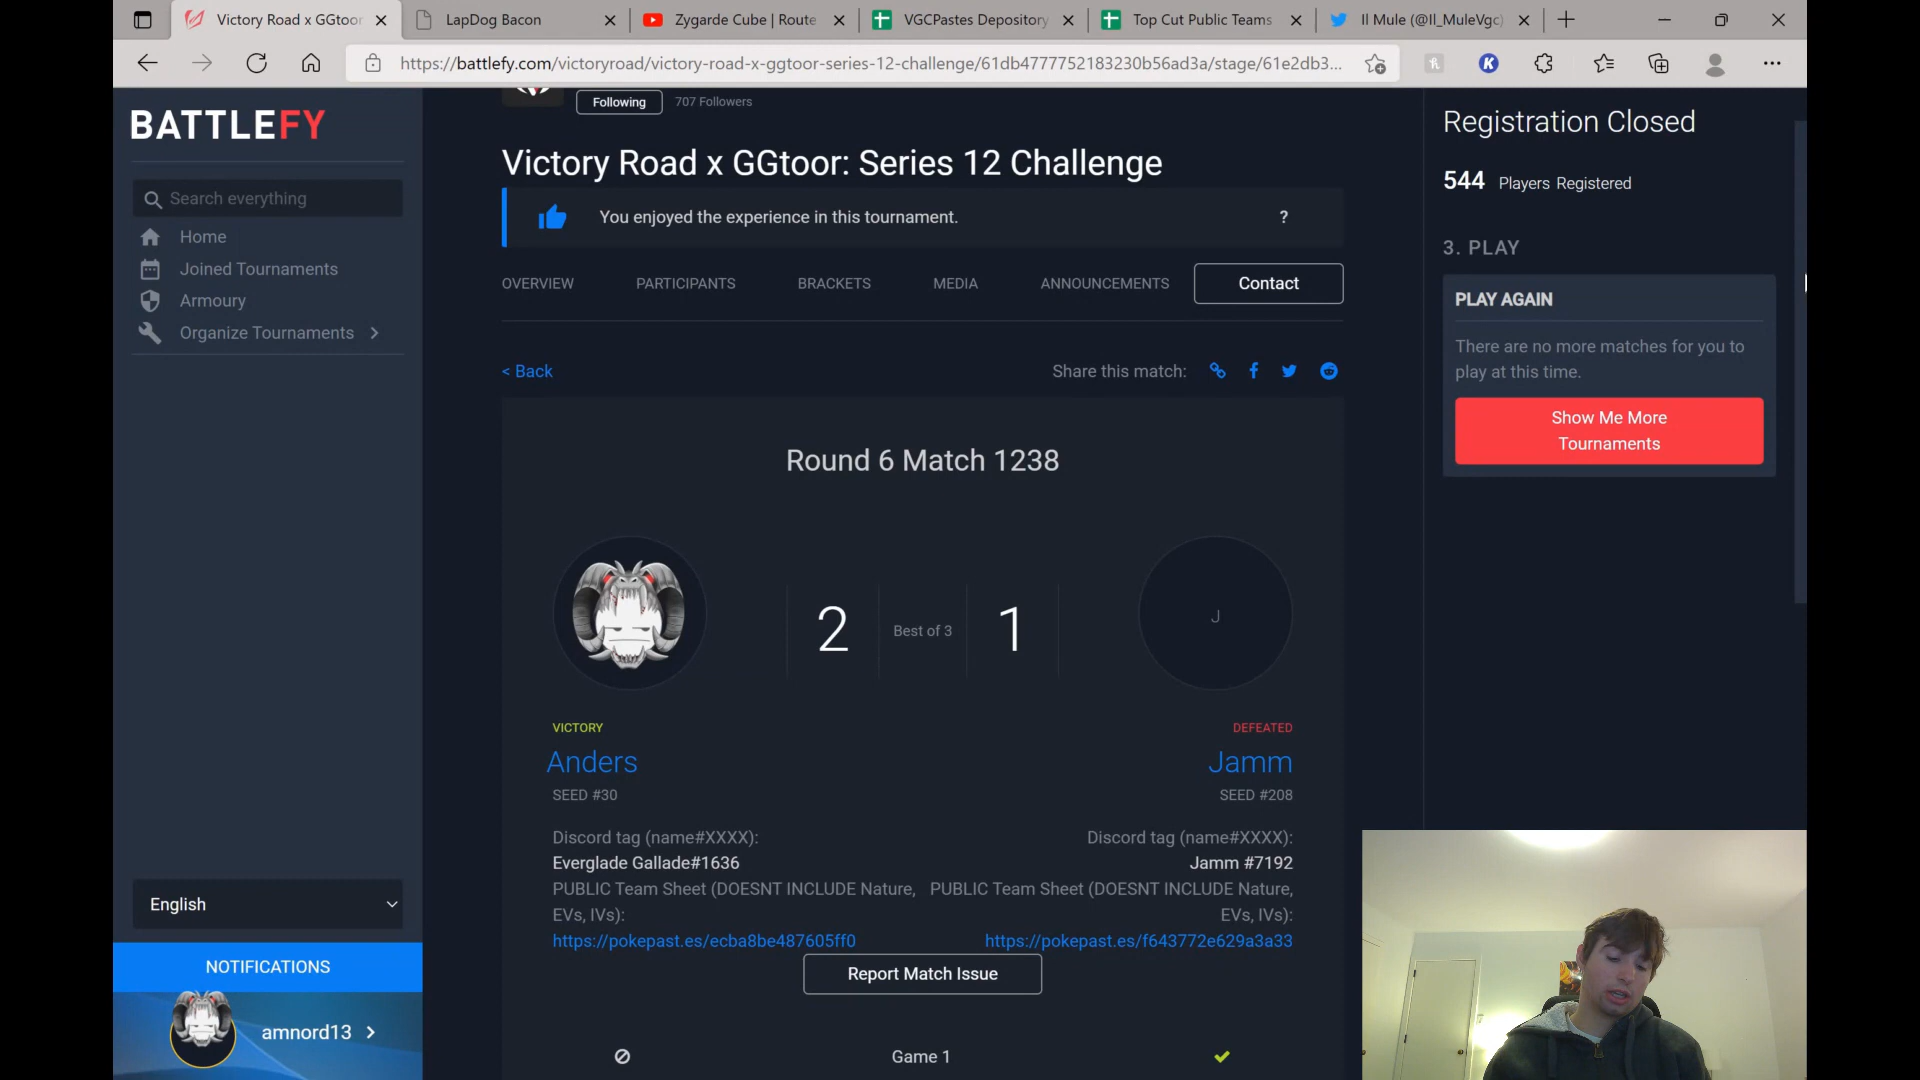 Victory Road x GGtoor
LapDog Bacon
Zygarde Cube | Route
VGCPastes Depository
Top Cut Public Teams
Il Mule (@Il_MuleVgc)
https://battlefy.com/victoryroad/victory-road-x-ggtoor-series-12-challenge/61db4777752183230b56ad3a/stage/61e2db3...
BATTLEFY
Search everything
Home
Joined Tournaments
Armoury
Organize Tournaments
English
NOTIFICATIONS
amnord13
Following
707 Followers
Victory Road x GGtoor: Series 12 Challenge
You enjoyed the experience in this tournament.
?
OVERVIEW
PARTICIPANTS
BRACKETS
MEDIA
ANNOUNCEMENTS
Contact
< Back
Share this match:
Round 6 Match 1238
2
Best of 3
1
J
VICTORY
DEFEATED
Anders
Jamm
SEED #30
SEED #208
Discord tag (name#XXXX):
Everglade Gallade#1636
PUBLIC Team Sheet (DOESNT INCLUDE Nature,
EVs, IVs):
https://pokepast.es/ecba8be487605ff0
Discord tag (name#XXXX):
Jamm #7192
PUBLIC Team Sheet (DOESNT INCLUDE Nature,
EVs, IVs):
https://pokepast.es/f643772e629a3a33
Report Match Issue
Game 1
Registration Closed
544 Players Registered
3. PLAY
PLAY AGAIN
There are no more matches for you to
play at this time.
Show Me More
Tournaments